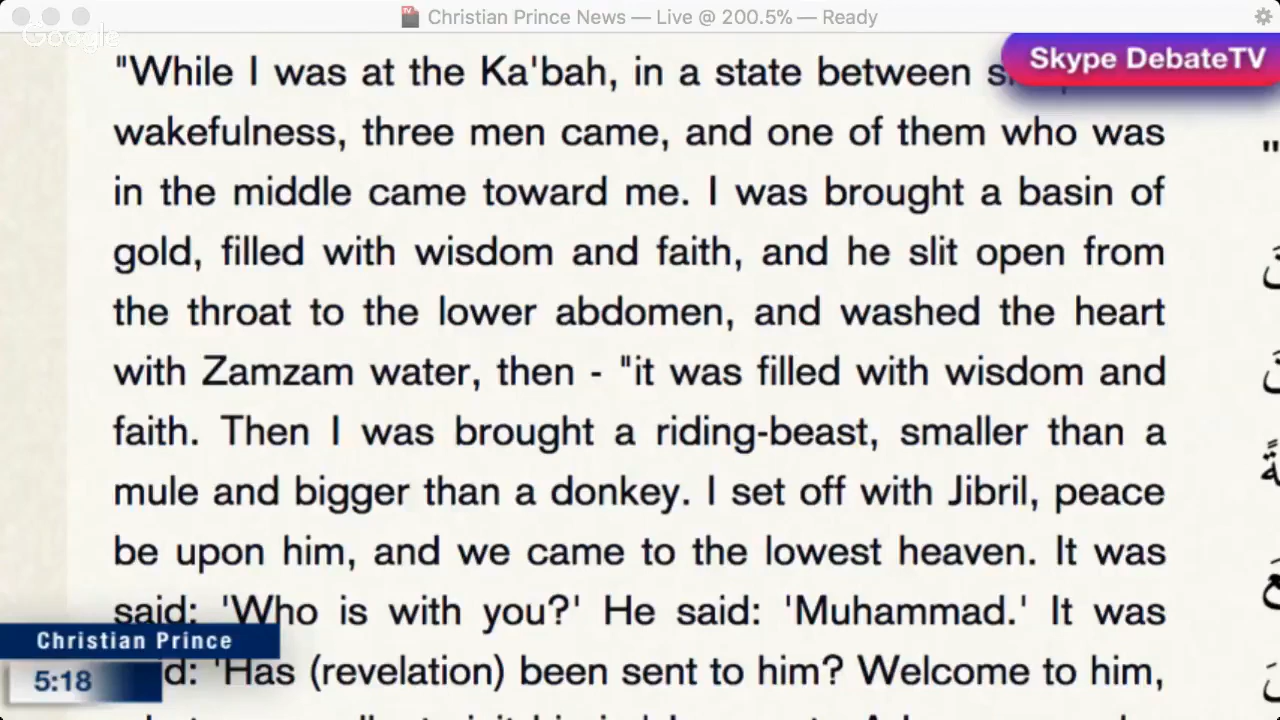 Christian Prince News — Live @ 200.5% — Ready
Google
Skype DebateTV
"While I was at the Ka'bah, in a state between
wakefulness, three men came, and one of them who was
in the middle came toward me. I was brought a basin of
gold, filled with wisdom and faith, and he slit open from
the throat to the lower abdomen, and washed the heart
with Zamzam water, then - "it was filled with wisdom and
faith. Then I was brought a riding-beast, smaller than a
mule and bigger than a donkey. I set off with Jibril, peace
be upon him, and we came to the lowest heaven. It was
said: 'Who is with you?' He said: 'Muhammad.' It was
'Has (revelation) been sent to him? Welcome to him,
Christian Prince
5:18